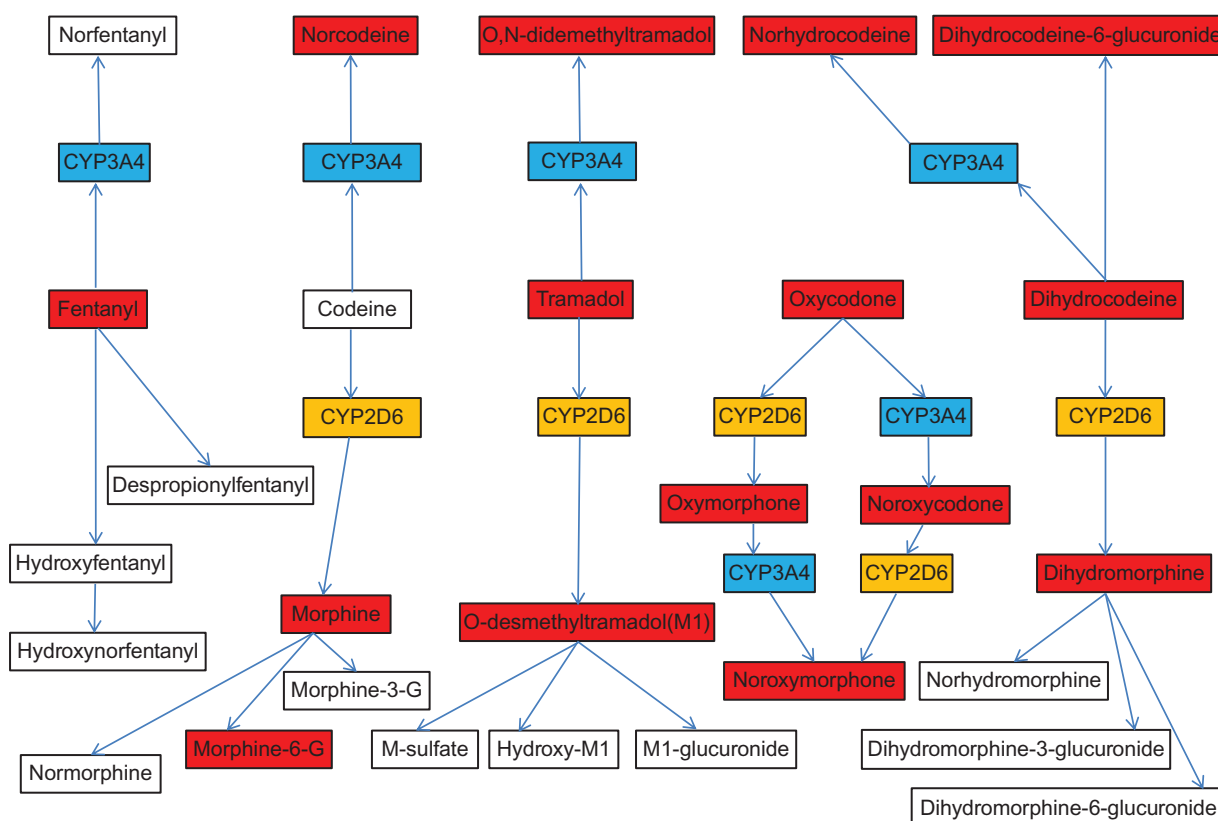 Norfentanyl
Norcodeine
O,N-didemethyltramadol
Norhydrocodeine
Dihydrocodeine-6-glucuronide
CYP3A4
CYP3A4
CYP3A4
CYP3A4
Fentanyl
Codeine
Tramadol
Oxycodone
Dihydrocodeine
CYP2D6
CYP2D6
CYP2D6
CYP3A4
CYP2D6
Despropionylfentanyl
Oxymorphone
Noroxycodone
Hydroxyfentanyl
CYP3A4
CYP2D6
Dihydromorphine
Morphine
O-desmethyltramadol(M1)
Hydroxynorfentanyl
Morphine-3-G
Noroxymorphone
Norhydromorphine
Normorphine
Morphine-6-G
M-sulfate
Hydroxy-M1
M1-glucuronide
Dihydromorphine-3-glucuronide
Dihydromorphine-6-glucuronide